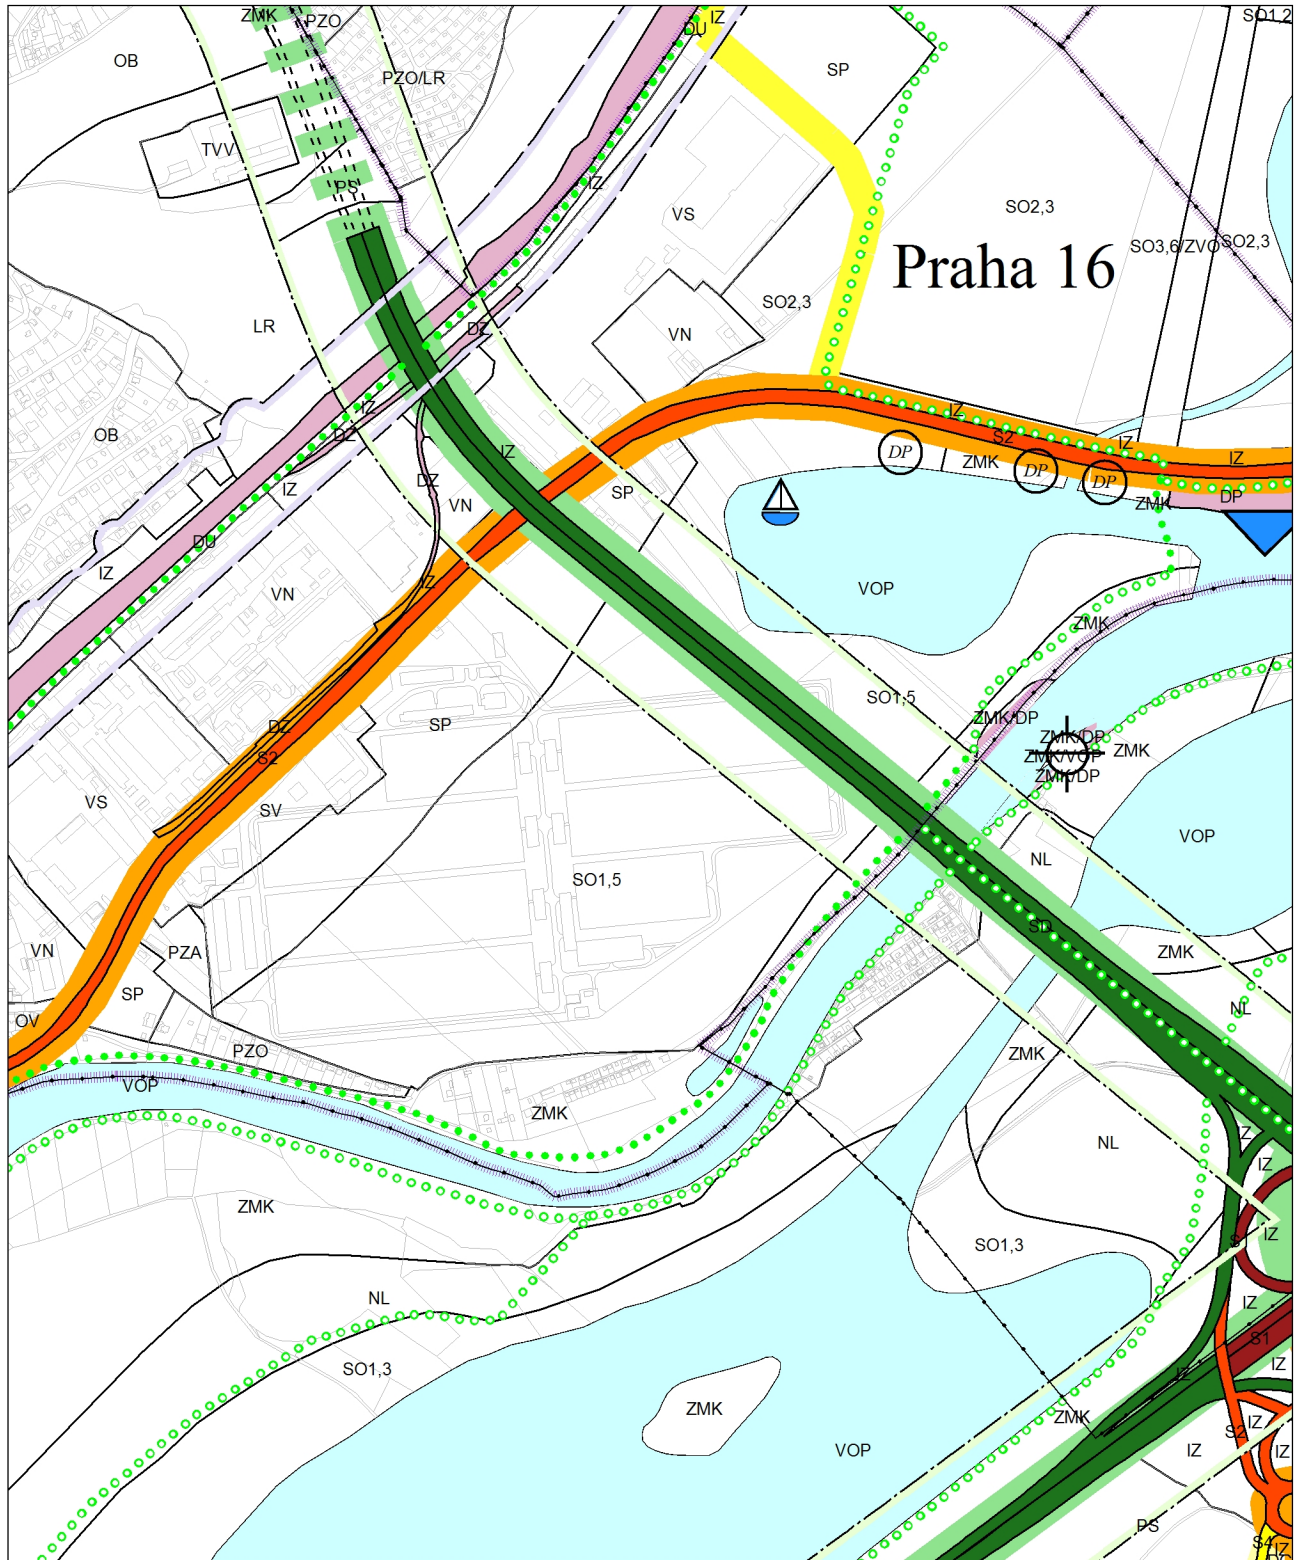 ZMK
PZO
DU
IZ
SO1,2
OB
PZO/LR
SP
TVV
PS
IZ
VS
SO2,3
SO3,6/ZVO
SO2,3
Praha 16
LR
DZ
SO2,3
VN
IZ
DZ
OB
IZ
S2
IZ
IZ
IZ
DP
ZMK
DP
DP
DP
IZ
DZ
VN
SP
ZMK
DU
IZ
VN
IZ
VOP
ZMK
SO1,5
ZMK/DP
DZ
SP
ZMK/DP
ZMK/VOP
ZMK/DP
ZMK
S2
VS
SV
VOP
NL
SO1,5
SD
VN
PZA
ZMK
SP
OV
NL
PZO
ZMK
VOP
ZMK
IZ
NL
IZ
ZMK
S
IZ
SO1,3
NL
IZ
S1
SO1,3
IZ
IZ
ZMK
ZMK
S2
IZ
VOP
IZ
IZ
PS
S4
IZ